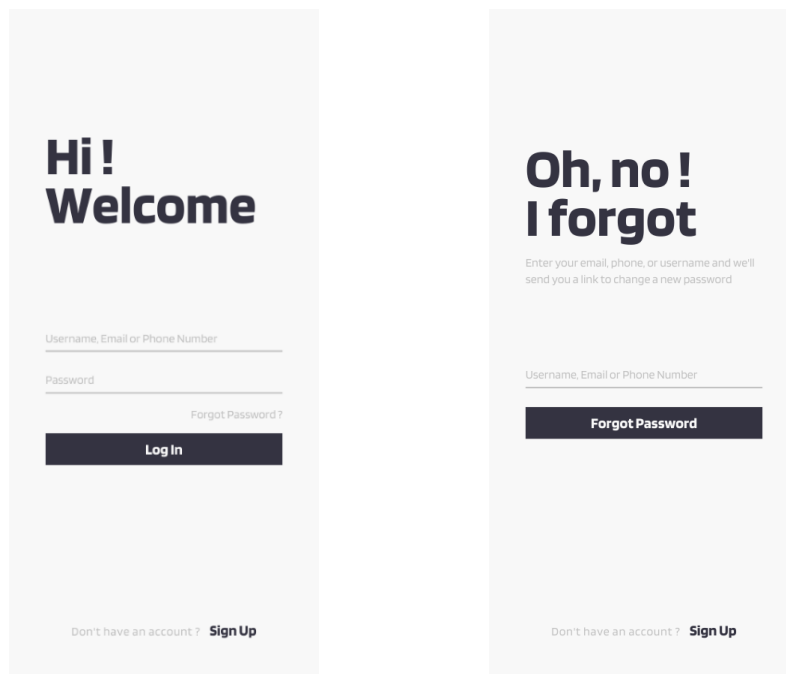 Hi !
Welcome
Username, Email or Phone Number
Password
Forgot Password ?
Log In
Don't have an account ? Sign Up
Oh, no !
I forgot
Enter your email, phone, or username and we'll
send you a link to change a new password
Username, Email or Phone Number
Forgot Password
Don't have an account ? Sign Up